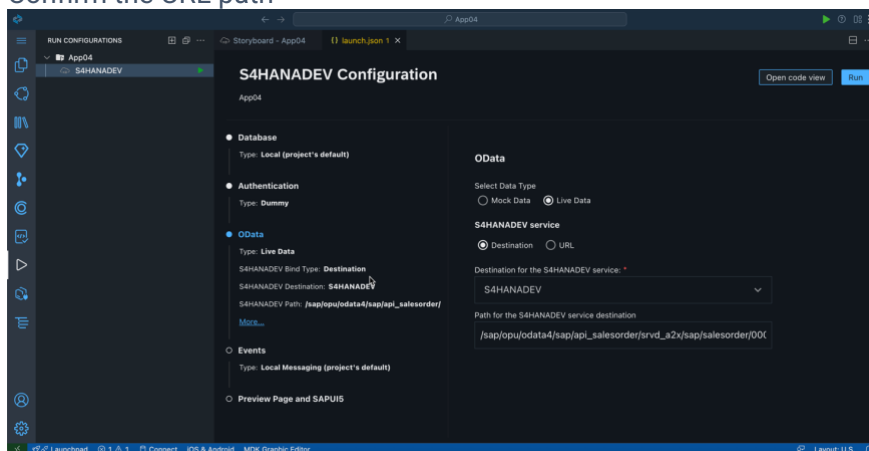 Confirm the URL path
App04
RUN CONFIGURATIONS
Storyboard - App04
{} launch.json 1
App04
S4HANADEV
S4HANADEV Configuration
Open code view
Run
App04
Database
Type: Local (project's default)
OData
Authentication
Select Data Type
Type: Dummy
Mock Data
Live Data
S4HANADEV service
OData
Destination
URL
Type: Live Data
S4HANADEV Bind Type: Destination
Destination for the S4HANADEV service: *
S4HANADEV Destination: S4HANADEV
S4HANADEV
S4HANADEV Path: /sap/opu/odata4/sap/api_salesorder/
Path for the S4HANADEV service destination
More...
/sap/opu/odata4/sap/api_salesorder/srvd_a2x/sap/salesorder/000
Events
Type: Local Messaging (project's default)
Preview Page and SAPUI5
Launchpad 1 1 Connect iOS & Android MDK Graphic Editor
Layout: U.S.